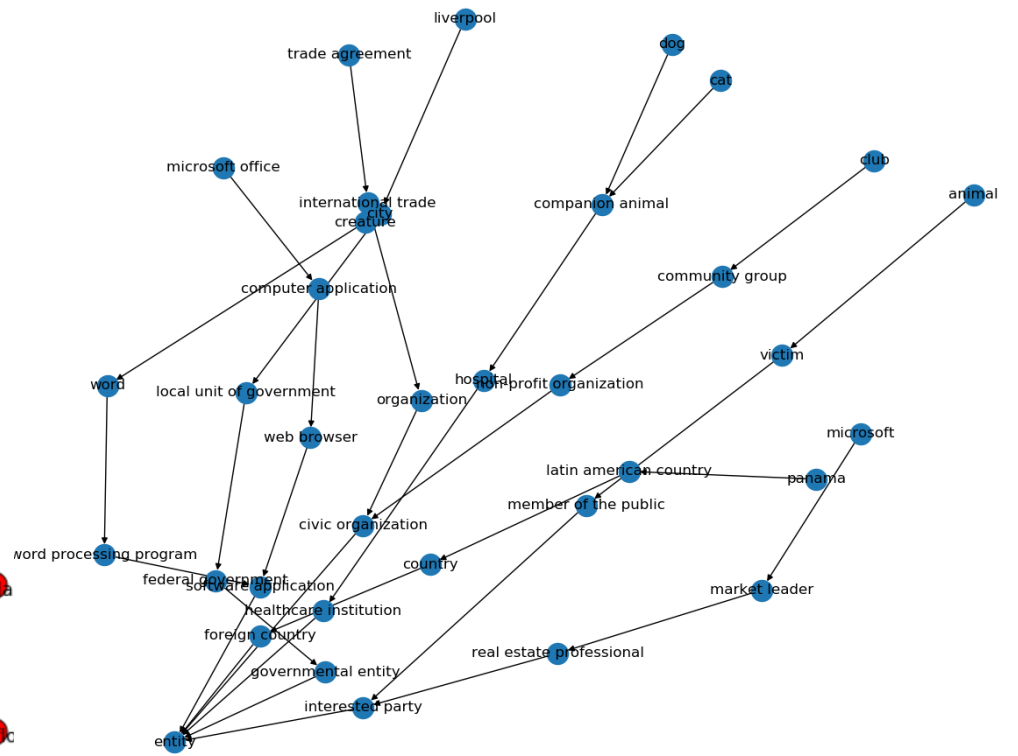 liverpool
dog
trade agreement
cat
club
microsoft office
animal
international trade
companion animal
city
creature
community group
computer application
victim
hospital
non-profit organization
word
local unit of government
organization
microsoft
web browser
latin american country
panama
member of the public
civic organization
word processing program
country
federal government
software application
market leader
a
healthcare institution
foreign country
real estate professional
governmental entity
interested party
entity